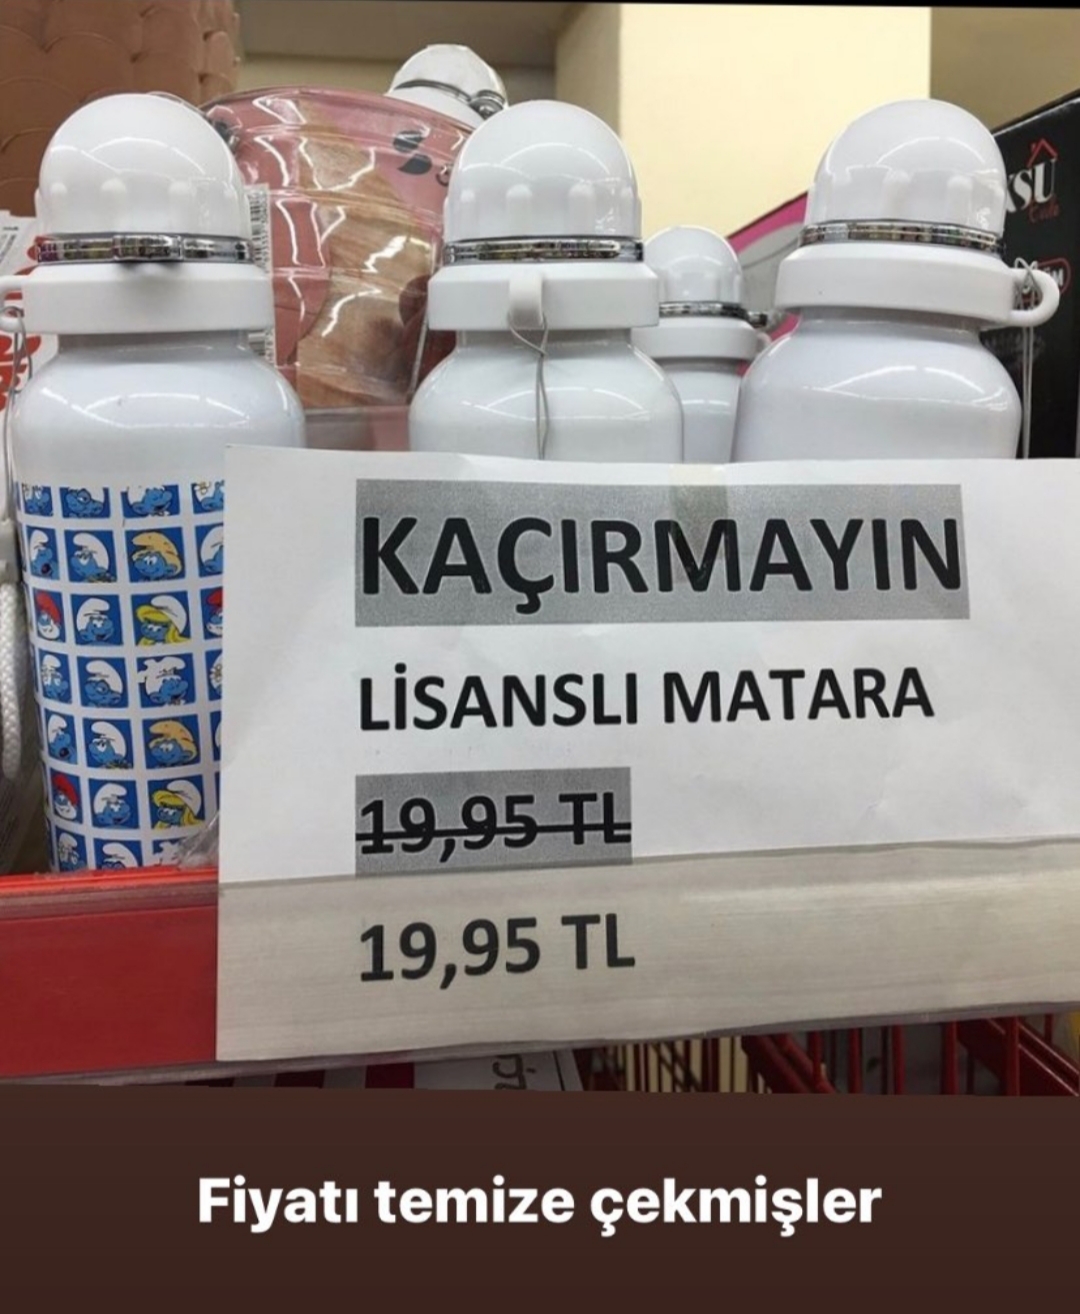 KAÇIRMAYIN
LİSANSLI MATARA
19,95 TL
19,95 TL
Fiyatı temize çekmişler